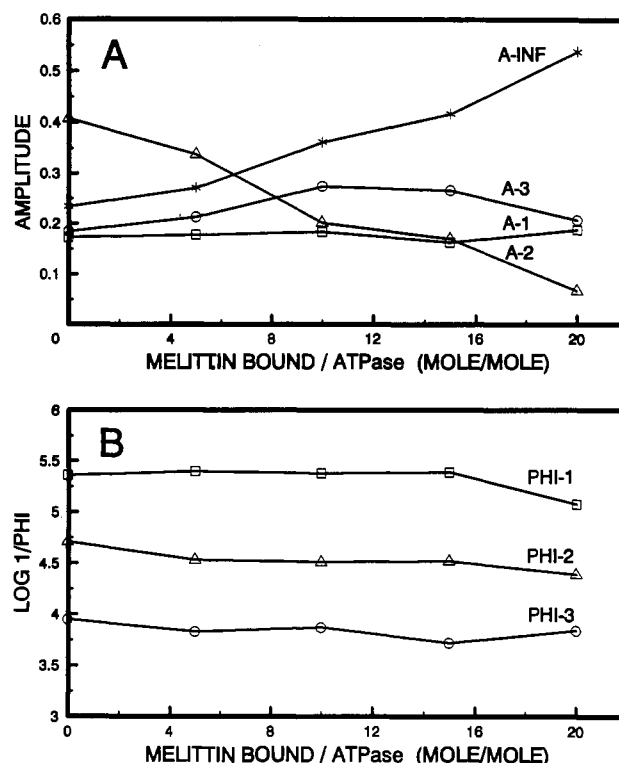 A
0.6
0.5
0.4
0.3
0.2
0.1
0
AMPLITUDE
A-INF
A-3
A-1
A-2
0 4 8 12 16 20
MELITTIN BOUND / ATPase (MOLE/MOLE)
B
6
5.5
5
4.5
4
3.5
3
LOG 1/PHI
PHI-1
PHI-2
PHI-3
0 4 8 12 16 20
MELITTIN BOUND / ATPase (MOLE/MOLE)